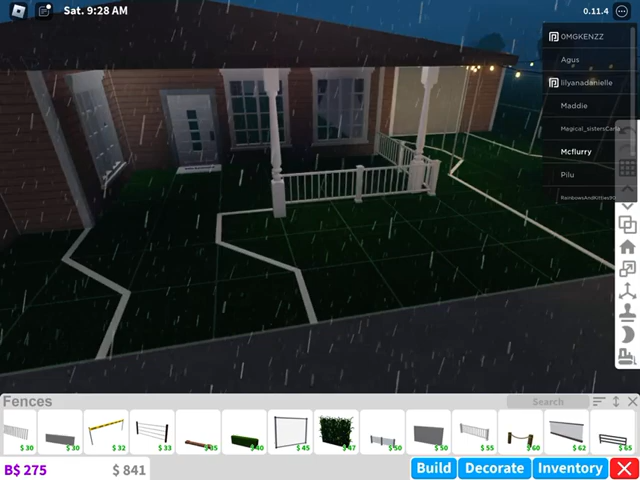 Sat. 9:28 AM
0.11.4
0MGKENZZ
Agus
lilyanadanielle
Maddie
Magical_sistersCarla
Mcflurry
Pilu
Fences
Search
$ 30
$ 30
$ 32
$ 33
$ 35
$ 40
$ 45
$ 47
$ 50
$ 50
$ 55
$ 60
$ 62
$ 65
B$ 275
$ 841
Build
Decorate
Inventory